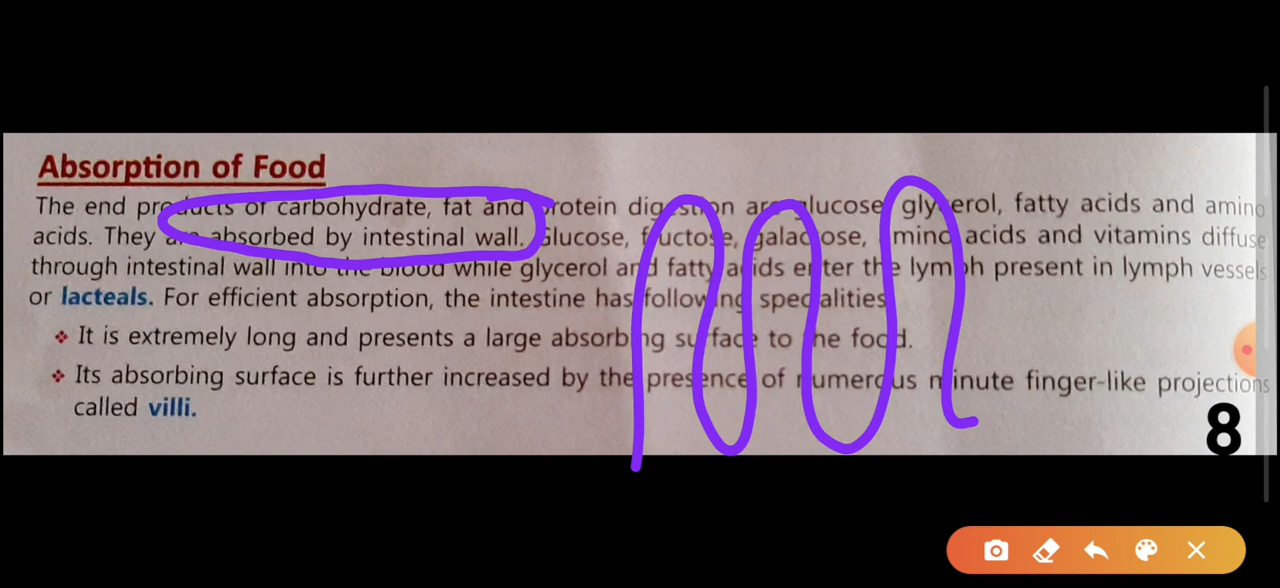 Absorption of Food
The end products of carbohydrate, fat and protein digestion are glucose, glycerol, fatty acids and amino
acids. They are absorbed by intestinal wall. Glucose, fructose, galactose, amino acids and vitamins diffuse
through intestinal wall into the blood while glycerol and fatty acids enter the lymph present in lymph vessels
or lacteals. For efficient absorption, the intestine has following specialities
❖ It is extremely long and presents a large absorbing surface to the food.
❖ Its absorbing surface is further increased by the presence of numerous minute finger-like projections
called villi.
8